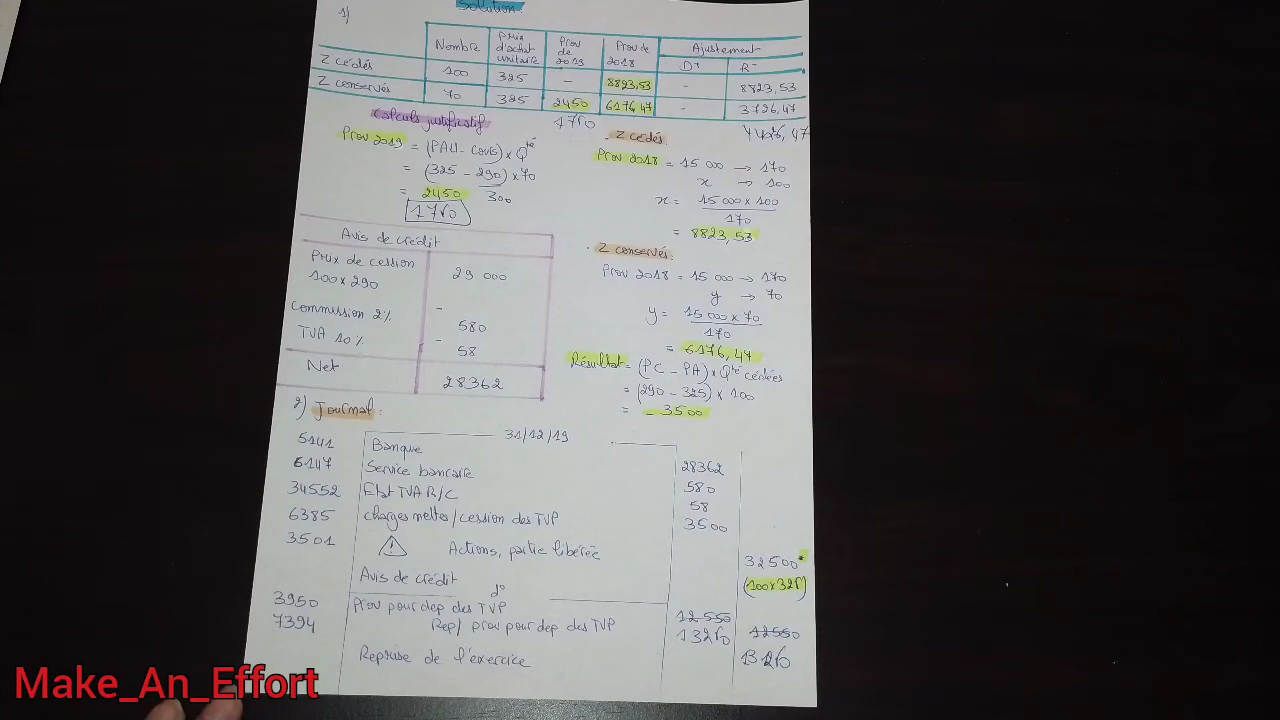 1)
Solution:
Nombre Prix d'achat unitaire Prov de 2019 Prov de 2018 Ajustement
D+ R-
Z cédés 100 325 - 8823,53 - 8823,53
Z conservés 70 325 2450 6176,47 - 3726,47
1750 4426,47
Calculs justificatif
Prov 2019 = (PAU - Cours) x Qté
= (325 - 290) x 70
300
= 2450
1750
- Z cédés
Prov 2018 = 15 000 → 170
x → 100
x = 15 000 x 100
170
= 8823,53
Avis de crédit
Prix de cession
100 x 290 29 000
Commission 2% - 580
TVA 10% - 58
Net 28362
. Z conservés
Prov 2018 = 15 000 → 170
y → 70
y = 15 000 x 70
170
= 6176,47
Résultat = (PC - PA) x Qté cédées
= (290 - 325) x 100
= - 3500
2) Journal:
31/12/19
5141 Banque 28362
6147 Service bancaire 580
34552 Etat TVA R/C 58
6385 Charges nettes/cession des TVP 3500
3501 Actions, partie libérée 32500
(100x325)
Avis de crédit
d°
3950 Prov pour dep des TVP 12550
7394 Rep/ prov pour dep des TVP 13250 12550
Reprise de l'exercice 13250
Make_An_Effort